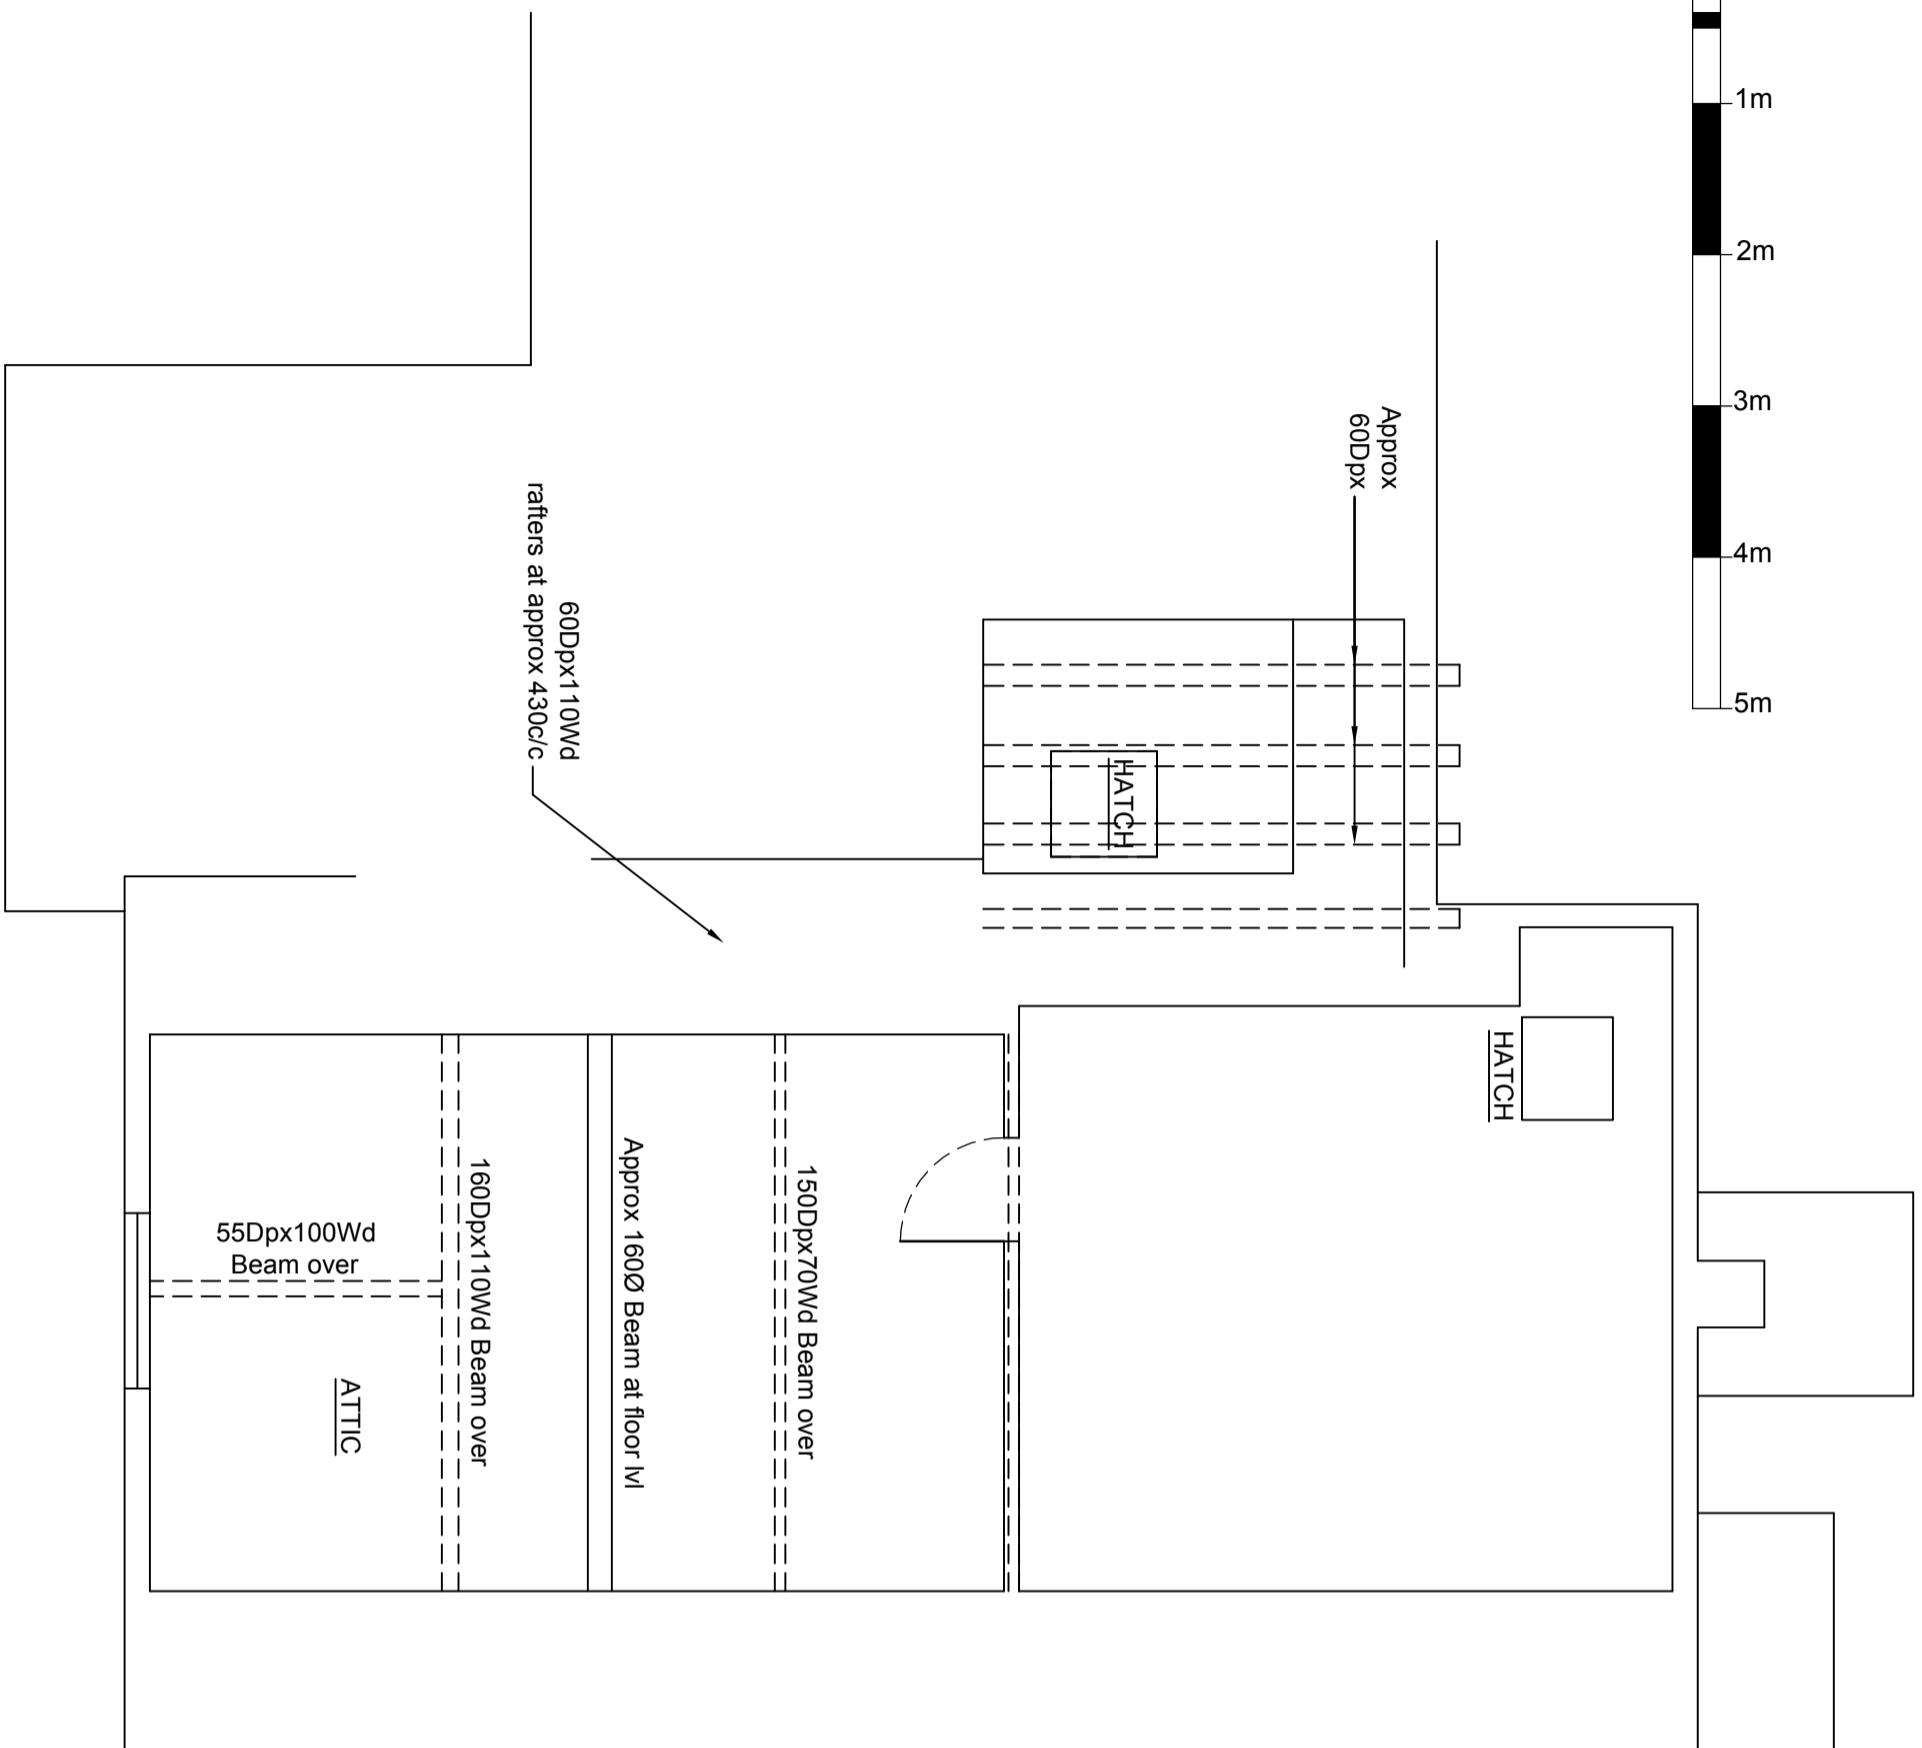 1m
2m
3m
4m
5m
Approx
60Dpx
60Dpx110Wd
rafters at approx 430c/c
HATCH
HATCH
150Dpx70Wd Beam over
Approx 160Ø Beam at floor lvl
160Dpx110Wd Beam over
55Dpx100Wd
Beam over
ATTIC